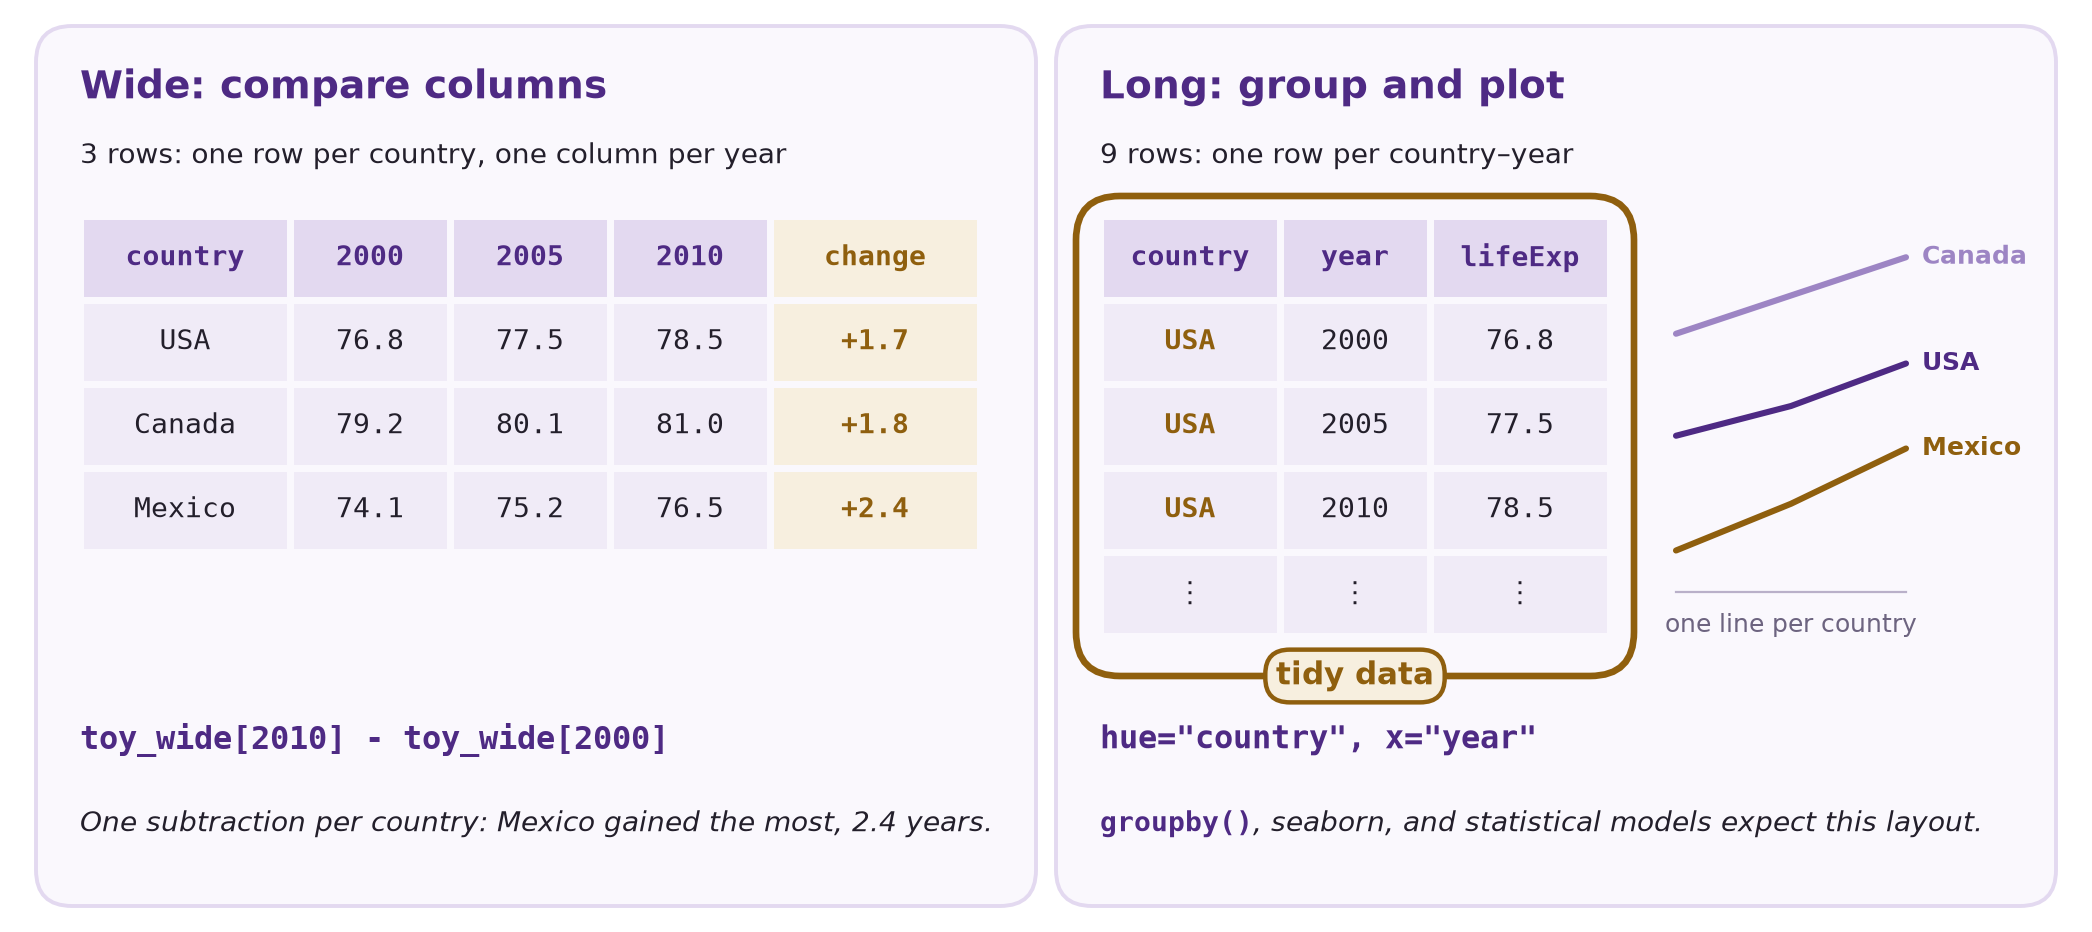 Wide: compare columns
3 rows: one row per country, one column per year
country 2000 2005 2010 change
USA 76.8 77.5 78.5 +1.7
Canada 79.2 80.1 81.0 +1.8
Mexico 74.1 75.2 76.5 +2.4
toy_wide[2010] - toy_wide[2000]
One subtraction per country: Mexico gained the most, 2.4 years.
Long: group and plot
9 rows: one row per country–year
country year lifeExp
USA 2000 76.8
USA 2005 77.5
USA 2010 78.5
⋮ ⋮ ⋮
tidy data
Canada
USA
Mexico
one line per country
hue="country", x="year"
groupby(), seaborn, and statistical models expect this layout.